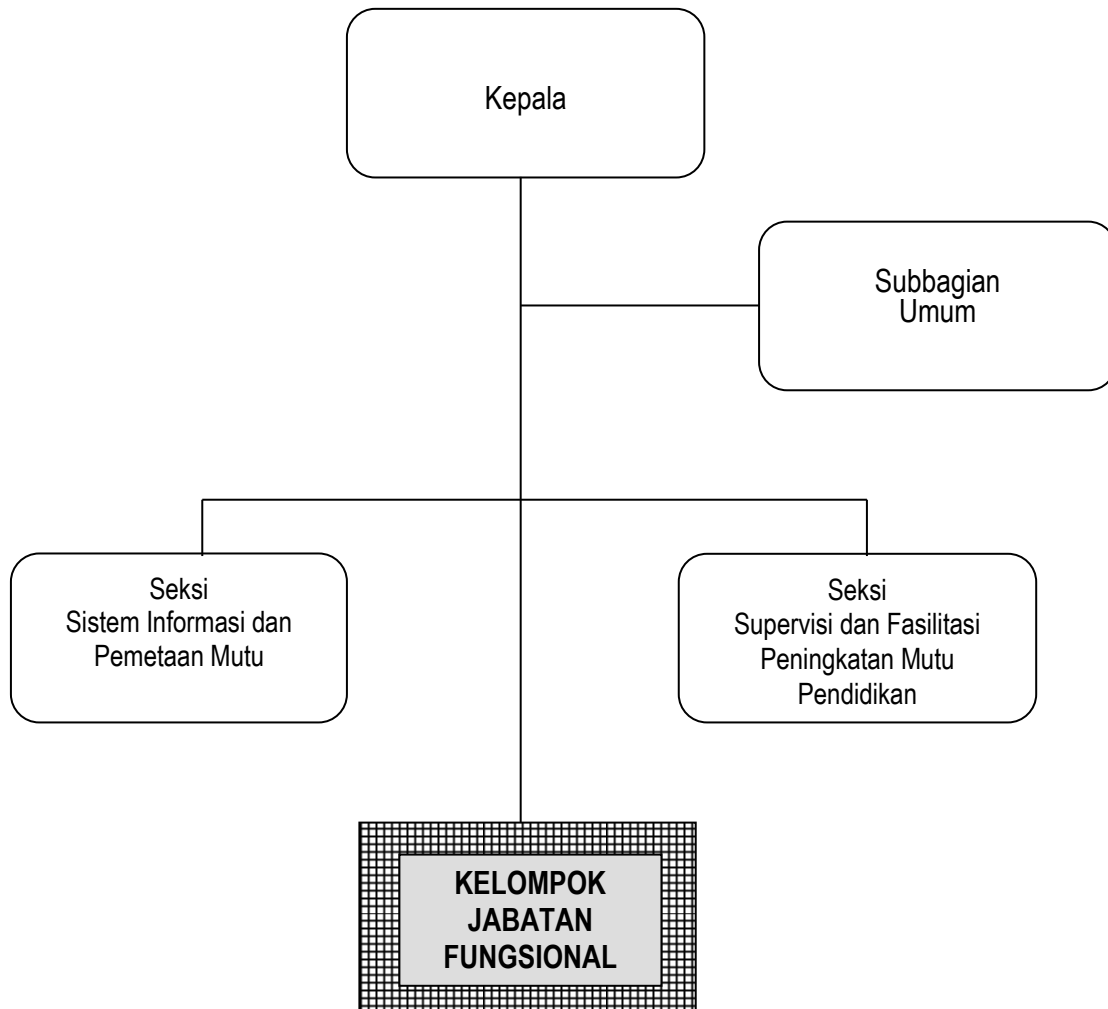 Kepala
Subbagian
Umum
Seksi
Sistem Informasi dan
Pemetaan Mutu
Seksi
Supervisi dan Fasilitasi
Peningkatan Mutu
Pendidikan
KELOMPOK
JABATAN
FUNGSIONAL